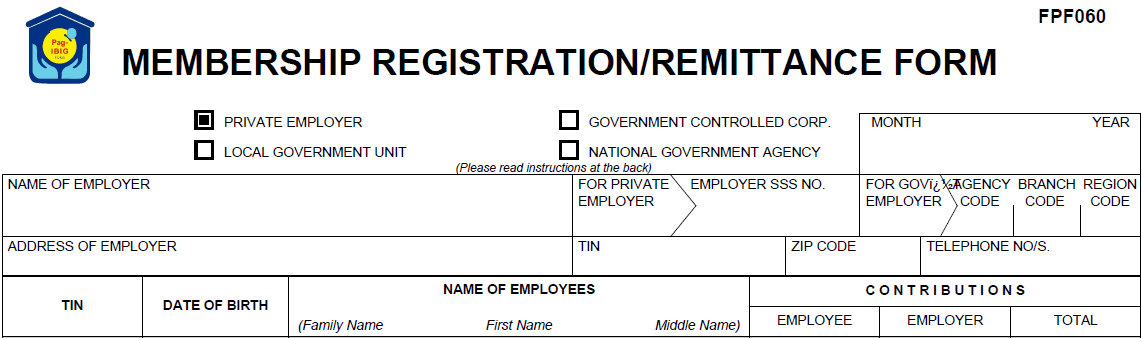 FPF060
Pag-
IBIG
MEMBERSHIP REGISTRATION/REMITTANCE FORM
PRIVATE EMPLOYER
GOVERNMENT CONTROLLED CORP.
MONTH YEAR
LOCAL GOVERNMENT UNIT
NATIONAL GOVERNMENT AGENCY
(Please read instructions at the back)
NAME OF EMPLOYER
FOR PRIVATE
EMPLOYER
EMPLOYER SSS NO.
FOR GOVï¿½T
EMPLOYER
AGENCY
CODE
BRANCH
CODE
REGION
CODE
ADDRESS OF EMPLOYER
TIN
ZIP CODE
TELEPHONE NO/S.
TIN
DATE OF BIRTH
NAME OF EMPLOYEES
(Family Name First Name Middle Name)
CONTRIBUTIONS
EMPLOYEE
EMPLOYER
TOTAL